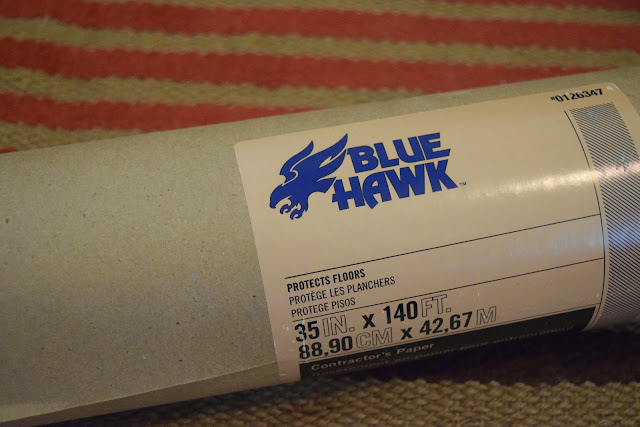 #0126347
BLUE
HAWK™
PROTECTS FLOORS
PROTÈGE LES PLANCHERS
PROTEGE PISOS
35 IN. x 140 FT.
88,90 CM x 42,67 M
Contractor's Paper